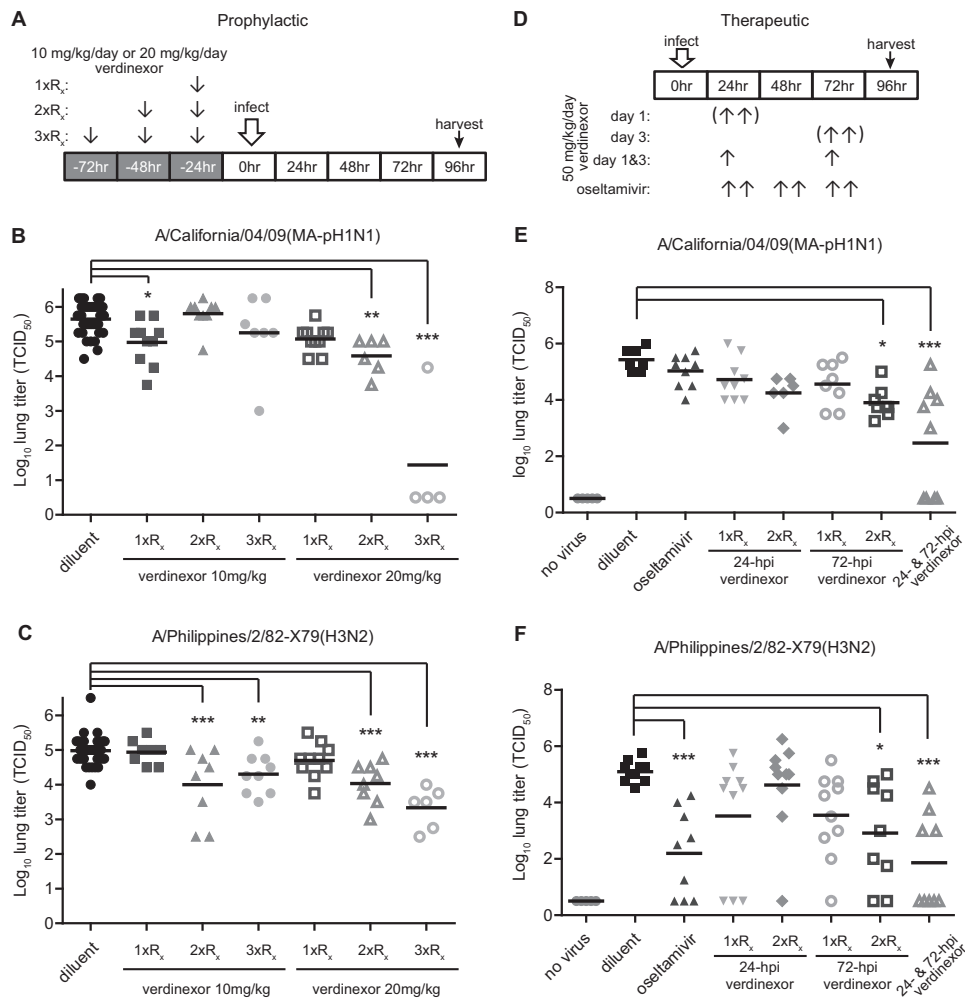 A
Prophylactic
10 mg/kg/day or 20 mg/kg/day
verdinexor
1xRx:
2xRx:
infect
3xRx:
harvest
-72hr -48hr -24hr 0hr 24hr 48hr 72hr 96hr
B
A/California/04/09(MA-pH1N1)
Log10 lung titer (TCID50)
6
5
4
3
2
1
0
*
**
***
diluent
1xRx 2xRx 3xRx 1xRx 2xRx 3xRx
verdinexor 10mg/kg verdinexor 20mg/kg
C
A/Philippines/2/82-X79(H3N2)
Log10 lung titer (TCID50)
6
5
4
3
2
1
0
***
**
***
***
diluent
1xRx 2xRx 3xRx 1xRx 2xRx 3xRx
verdinexor 10mg/kg verdinexor 20mg/kg
D
Therapeutic
infect
harvest
0hr 24hr 48hr 72hr 96hr
50 mg/kg/day
verdinexor
day 1:
day 3:
day 1&3:
oseltamivir:
E
A/California/04/09(MA-pH1N1)
log10 lung titer (TCID50)
8
6
4
2
0
*
***
no virus
diluent
oseltamivir
1xRx 2xRx 1xRx 2xRx
24-hpi
verdinexor
72-hpi
verdinexor
24- & 72-hpi
verdinexor
F
A/Philippines/2/82-X79(H3N2)
Log10 lung titer (TCID50)
8
6
4
2
0
***
*
***
no virus
diluent
oseltamivir
1xRx 2xRx 1xRx 2xRx
24-hpi
verdinexor
72-hpi
verdinexor
24- & 72-hpi
verdinexor